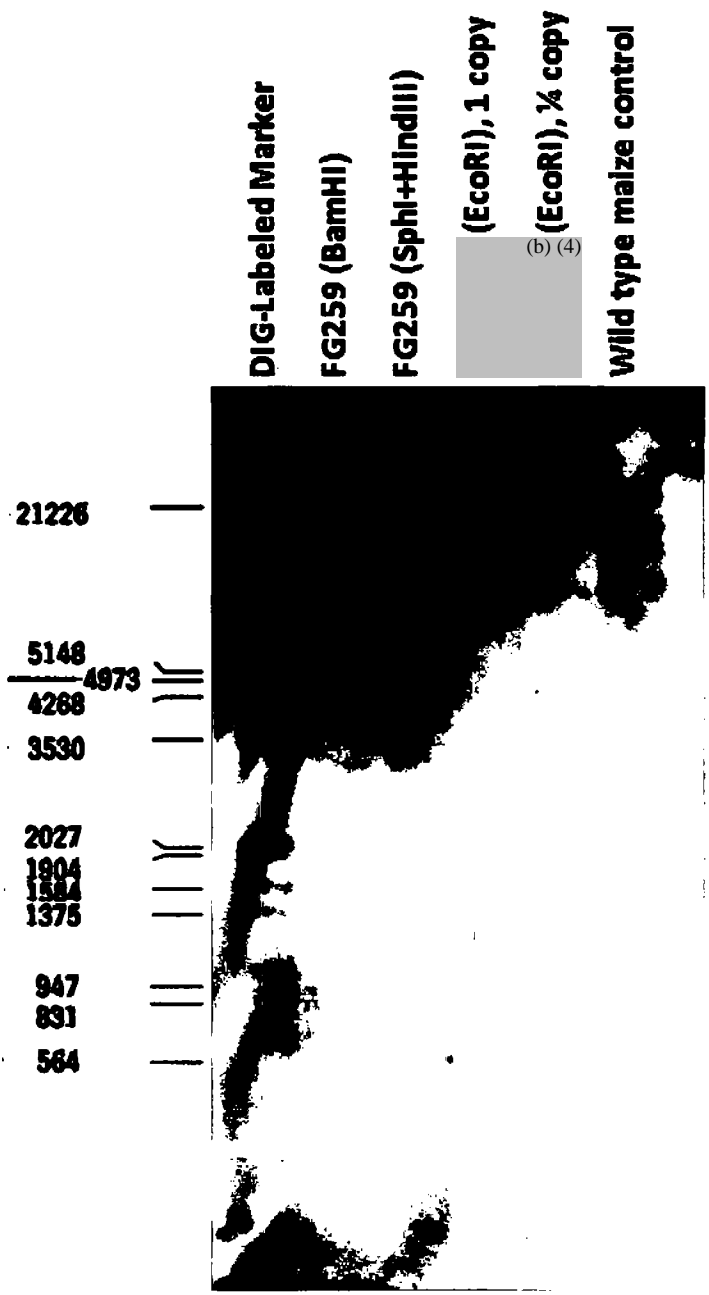 DIG-Labeled Marker
FG259 (BamHI)
FG259 (SphI+HindIII)
(EcoRI), 1 copy
(EcoRI), ¼ copy
(b) (4)
Wild type maize control
21226
5148
4973
4268
3530
2027
1904
1584
1375
947
831
564